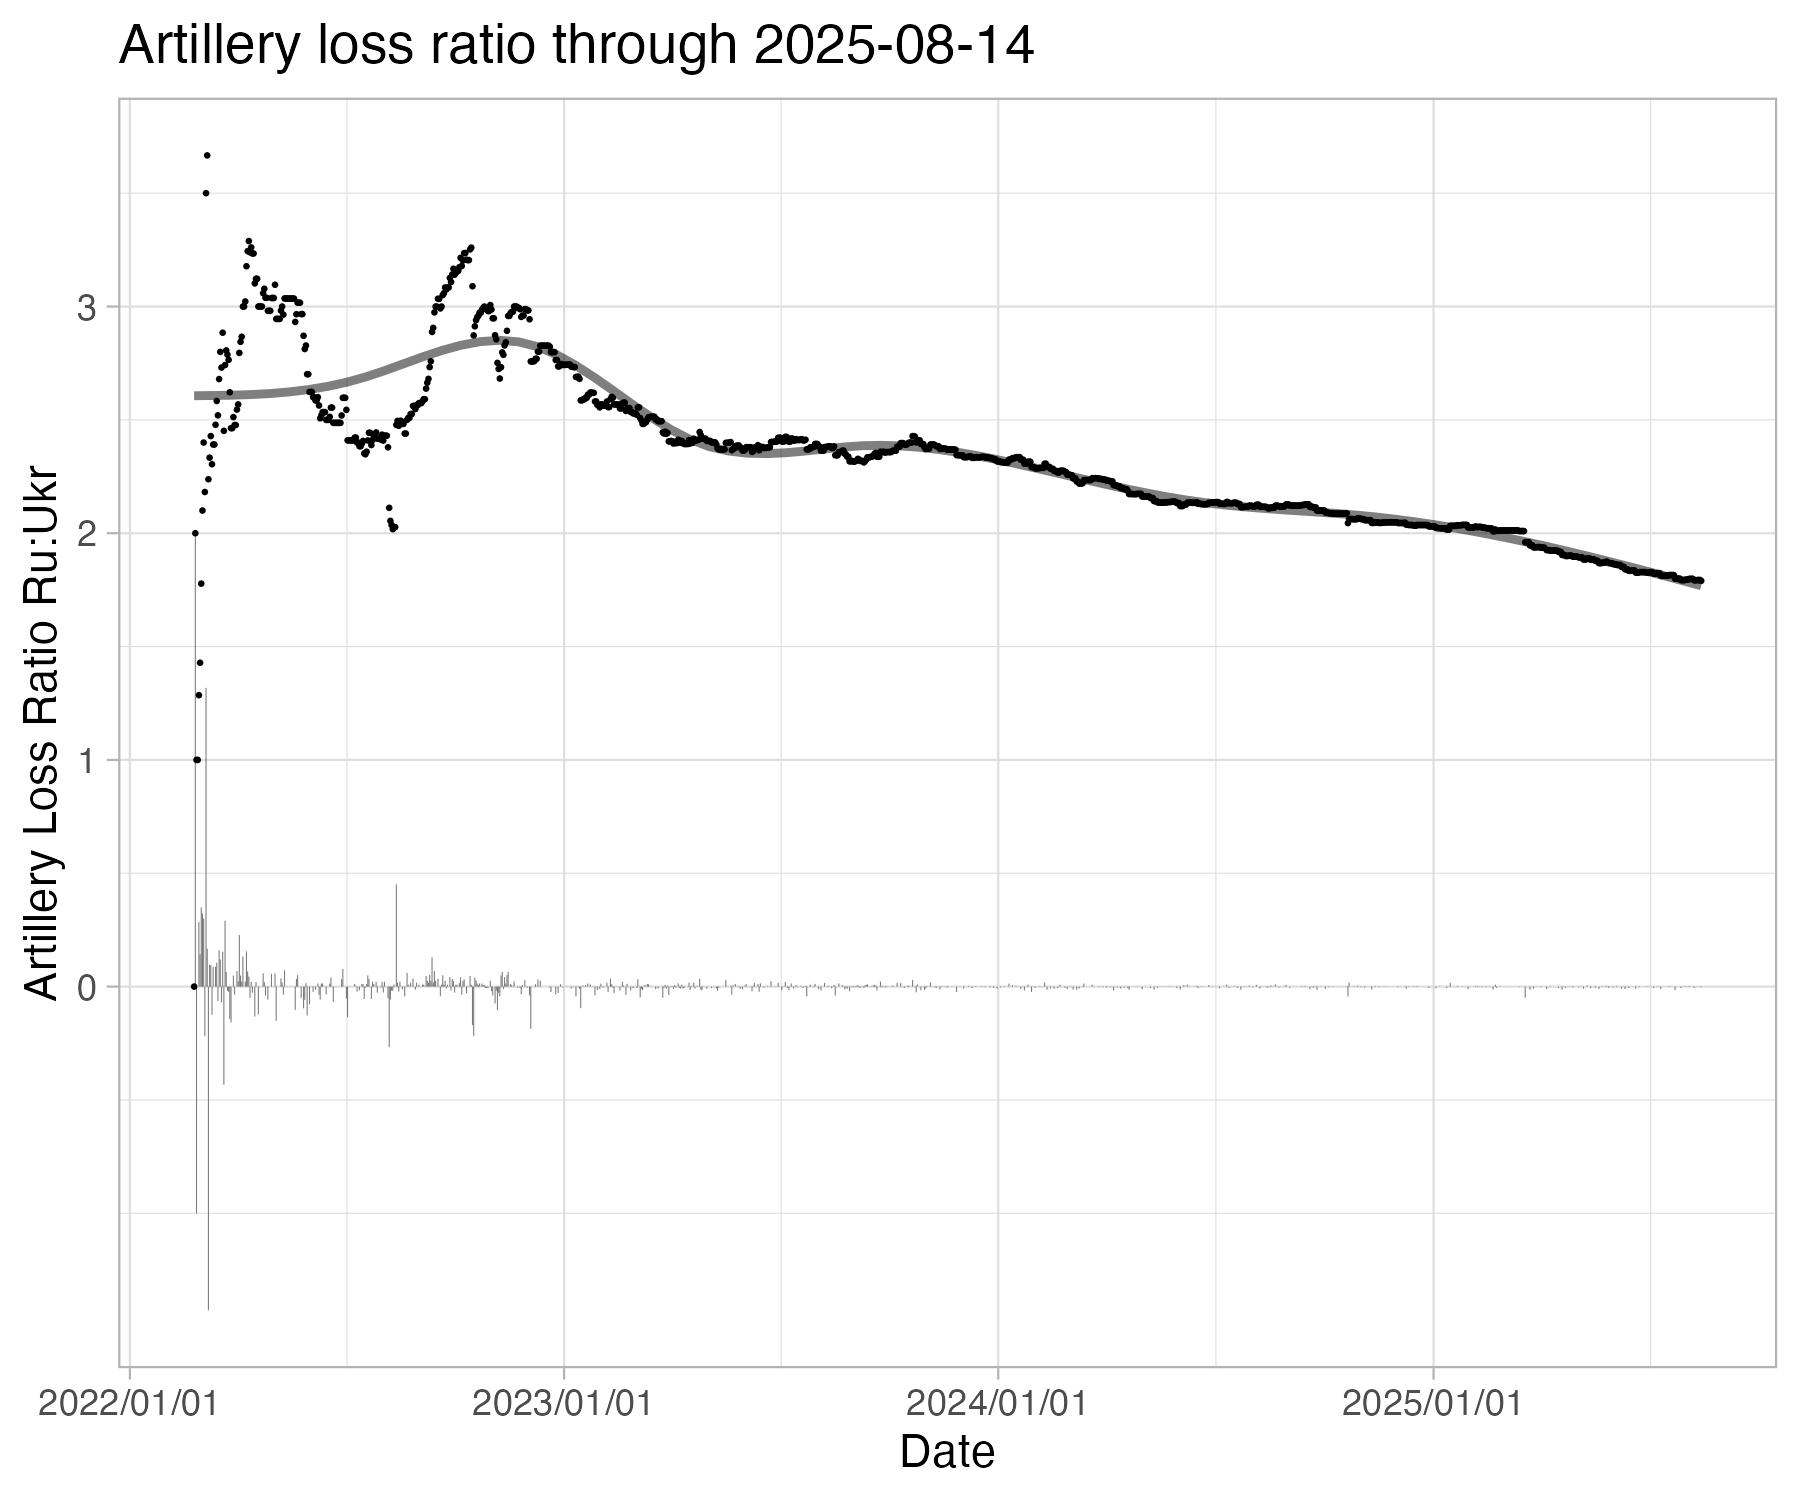 Artillery loss ratio through 2025-08-14
Artillery Loss Ratio Ru:Ukr
3
2
1
0
2022/01/01
2023/01/01
2024/01/01
2025/01/01
Date